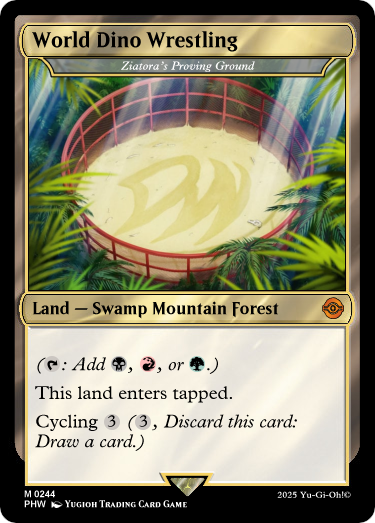 World Dino Wrestling
Ziatora's Proving Ground
DW
Land — Swamp Mountain Forest
(: Add , , or .)
This land enters tapped.
Cycling 3 (3, Discard this card:
Draw a card.)
M 0244
PHW YUGIOH TRADING CARD GAME
2025 Yu-Gi-Oh!©